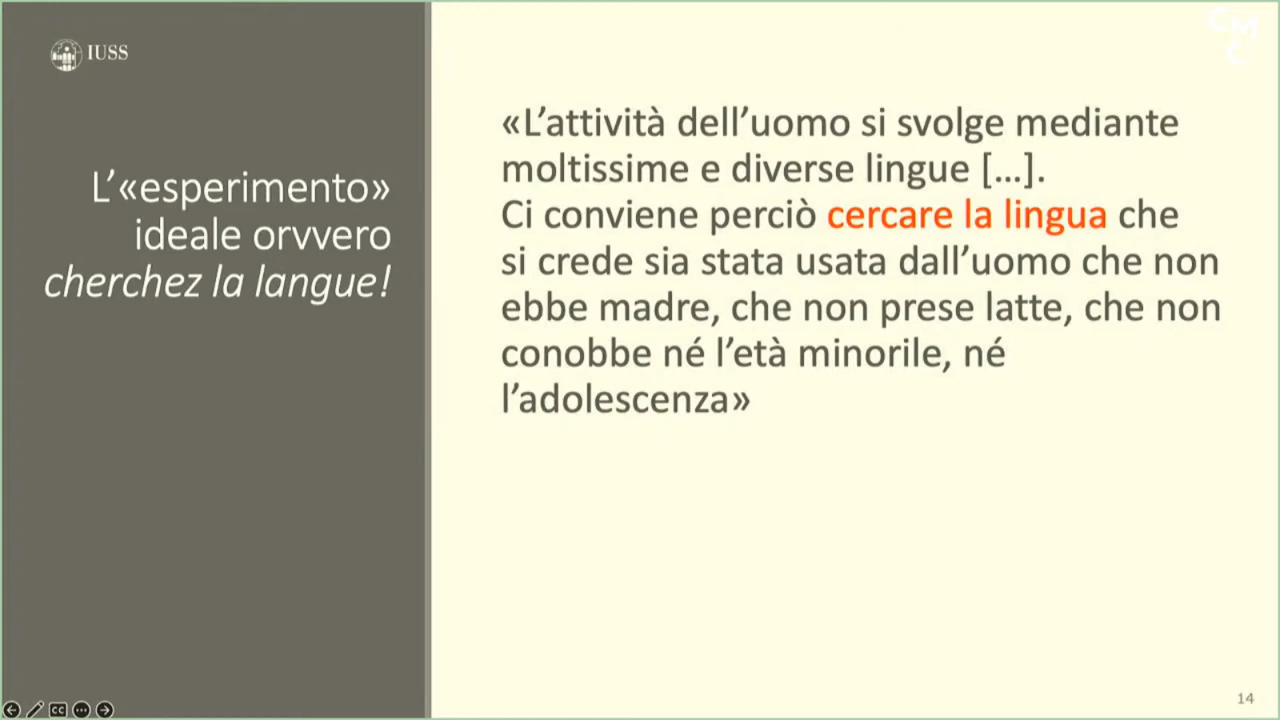 IUSS
CMC
L'«esperimento»
ideale orvvero
cherchez la langue!
«L'attività dell'uomo si svolge mediante
moltissime e diverse lingue [...].
Ci conviene perciò cercare la lingua che
si crede sia stata usata dall'uomo che non
ebbe madre, che non prese latte, che non
conobbe né l'età minorile, né
l'adolescenza»
CC
14